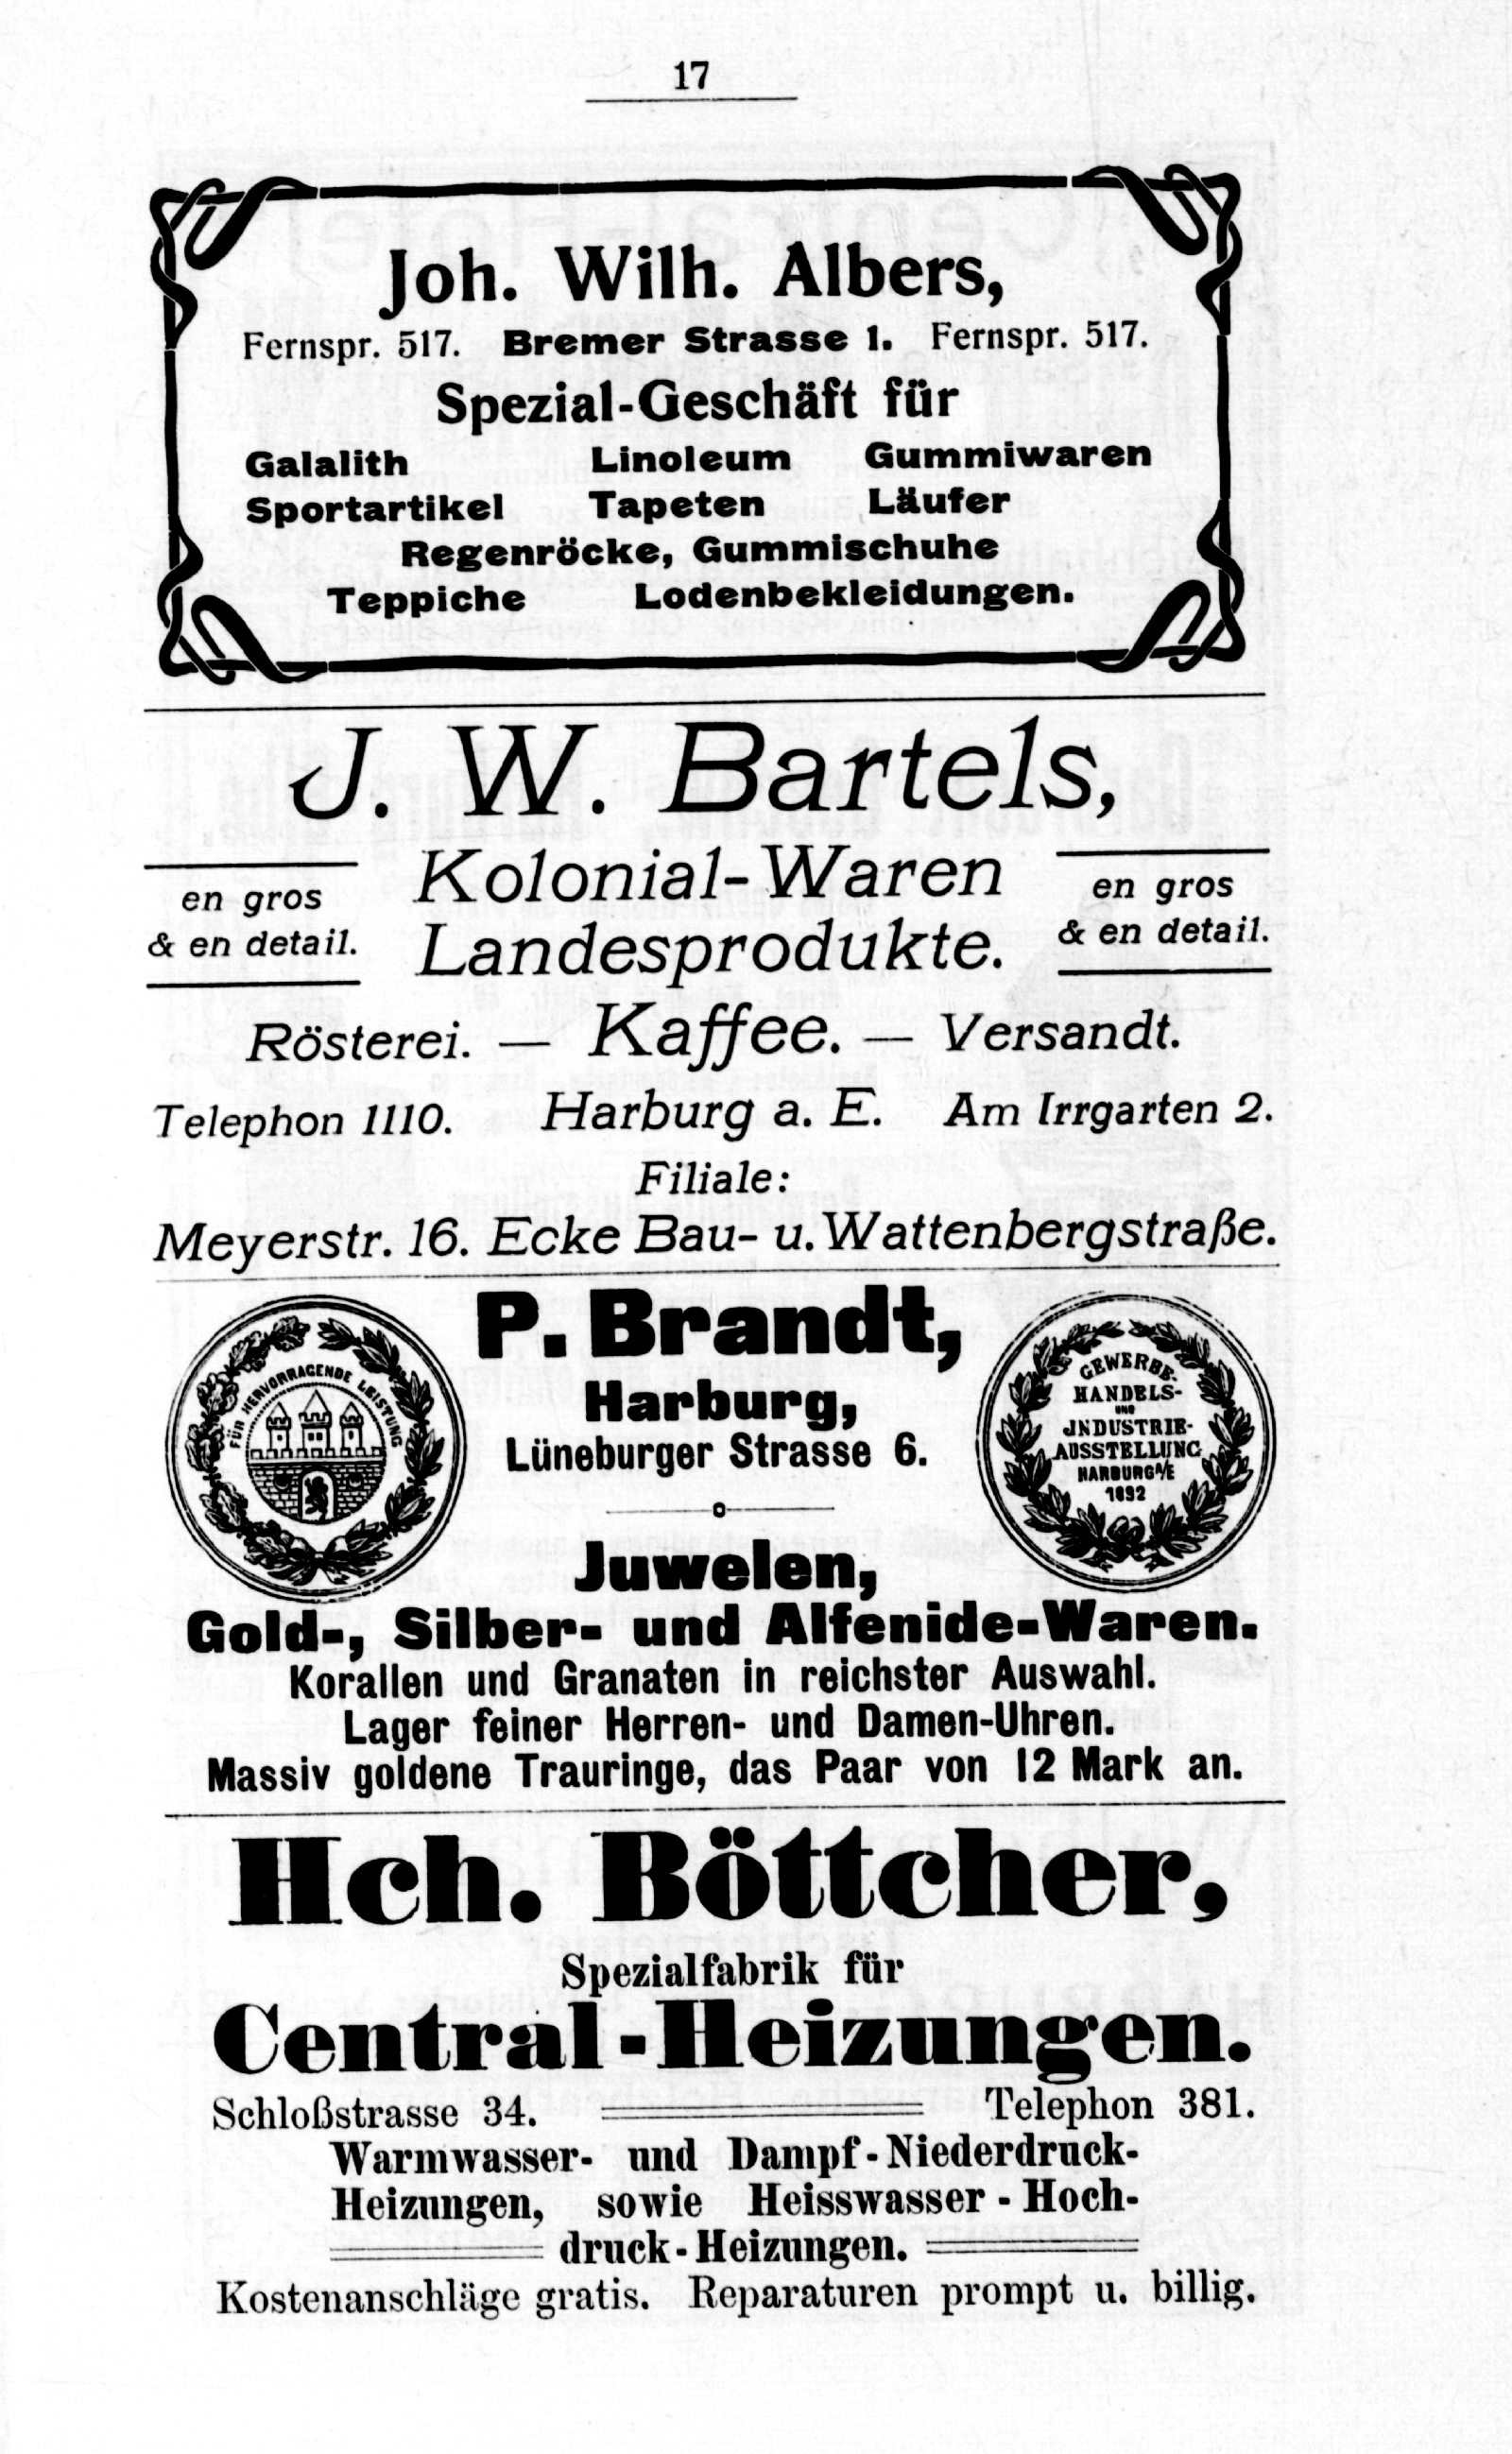 17
Joh. Wilh. Albers,
Fernspr. 517. Bremer Strasse 1. Fernspr. 517.
Spezial-Geschäft für
Galalith Linoleum Gummiwaren
Sportartikel Tapeten Läufer
Regenröcke, Gummischuhe
Teppiche Lodenbekleidungen.
J. W. Bartels,
en gros
& en detail.
Kolonial-Waren
Landesprodukte.
en gros
& en detail.
Rösterei. — Kaffee. — Versandt.
Telephon 1110. Harburg a. E. Am Irrgarten 2.
Filiale:
Meyerstr. 16. Ecke Bau- u. Wattenbergstraße.
FÜR HERVORRAGENDE LEISTUNG
P. Brandt,
Harburg,
Lüneburger Strasse 6.
GEWERBE-
HANDELS-
UND
JNDUSTRIE-
AUSSTELLUNG
HARBURG A/E
1892
Juwelen,
Gold-, Silber- und Alfenide-Waren.
Korallen und Granaten in reichster Auswahl.
Lager feiner Herren- und Damen-Uhren.
Massiv goldene Trauringe, das Paar von 12 Mark an.
Hch. Böttcher,
Spezialfabrik für
Central-Heizungen.
Schloßstrasse 34. Telephon 381.
Warmwasser- und Dampf-Niederdruck-
Heizungen, sowie Heisswasser-Hoch-
druck-Heizungen.
Kostenanschläge gratis. Reparaturen prompt u. billig.